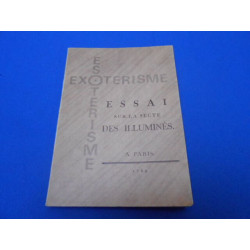 ESOTERISME
EXOTERISME
ESSAI
SUR LA SECTE
DES ILLUMINÉS.
A PARIS